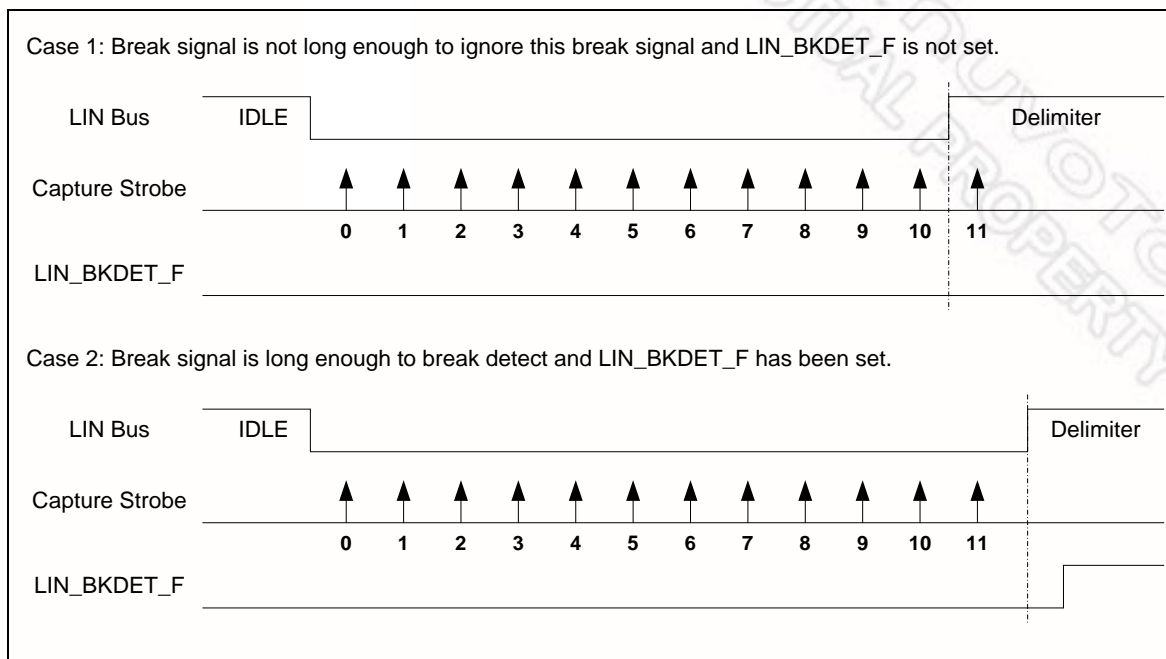 Case 1: Break signal is not long enough to ignore this break signal and LIN_BKDET_F is not set.
LIN Bus IDLE Delimiter
Capture Strobe
0 1 2 3 4 5 6 7 8 9 10 11
LIN_BKDET_F
Case 2: Break signal is long enough to break detect and LIN_BKDET_F has been set.
LIN Bus IDLE Delimiter
Capture Strobe
0 1 2 3 4 5 6 7 8 9 10 11
LIN_BKDET_F